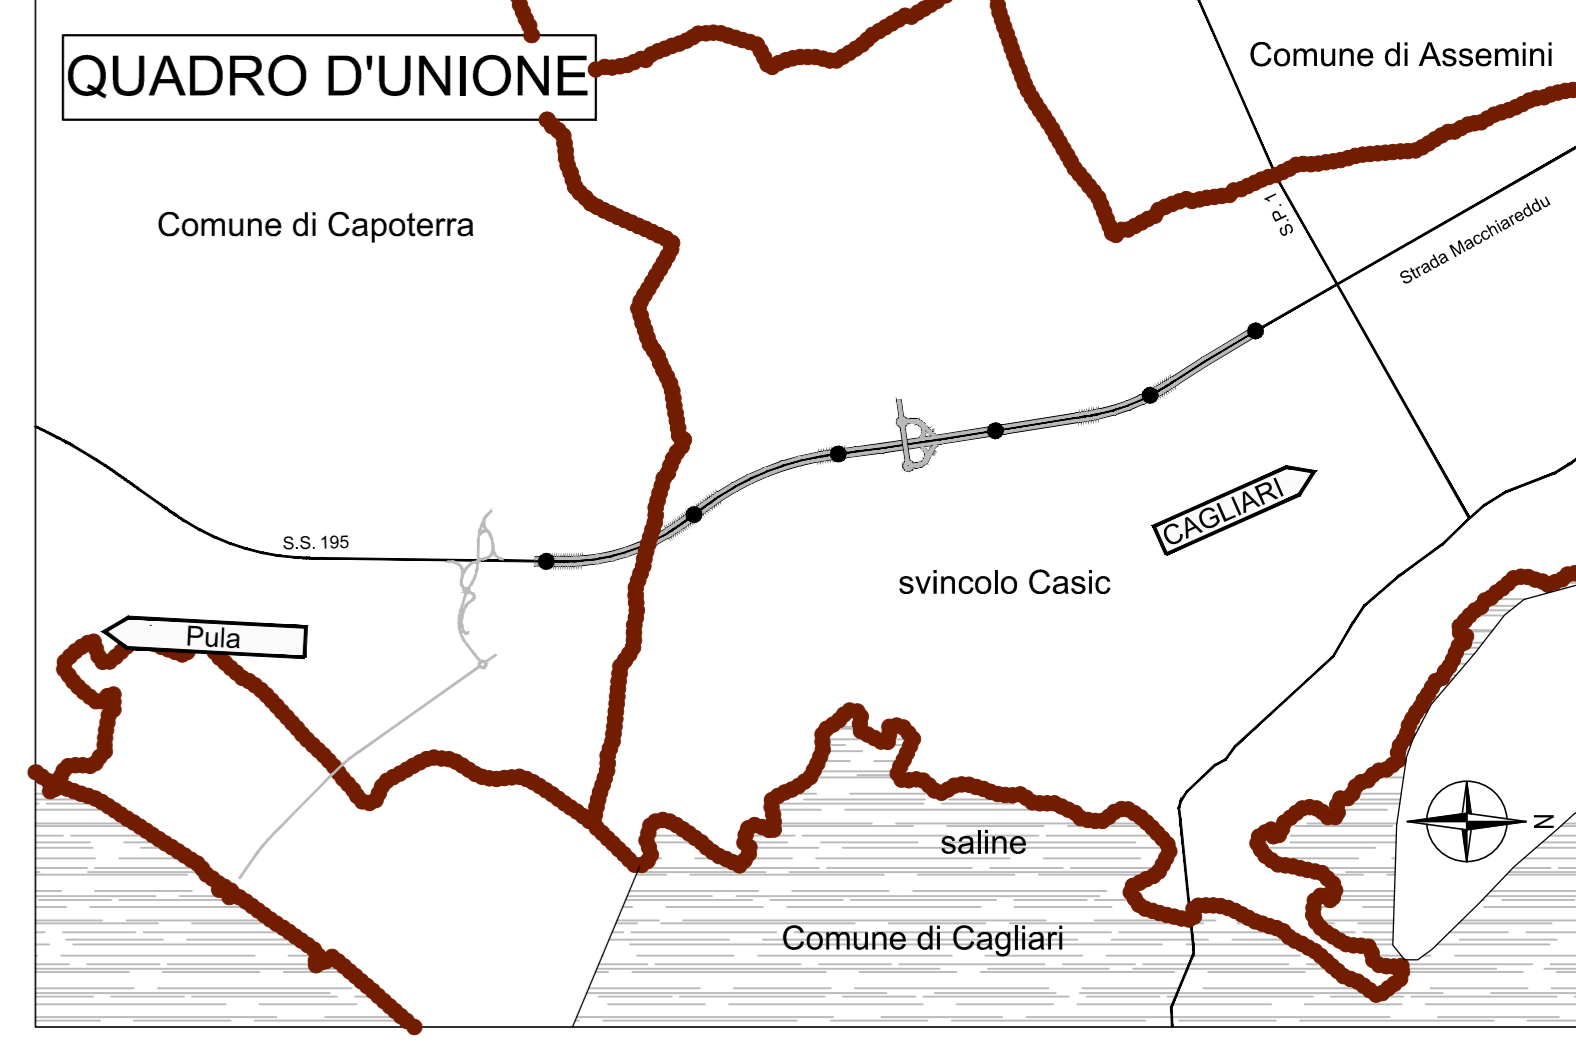 QUADRO D'UNIONE
Comune di Assemini
Comune di Capoterra
S.P. 1
Strada Macchiareddu
CAGLIARI
S.S. 195
svincolo Casic
Pula
saline
N
Comune di Cagliari